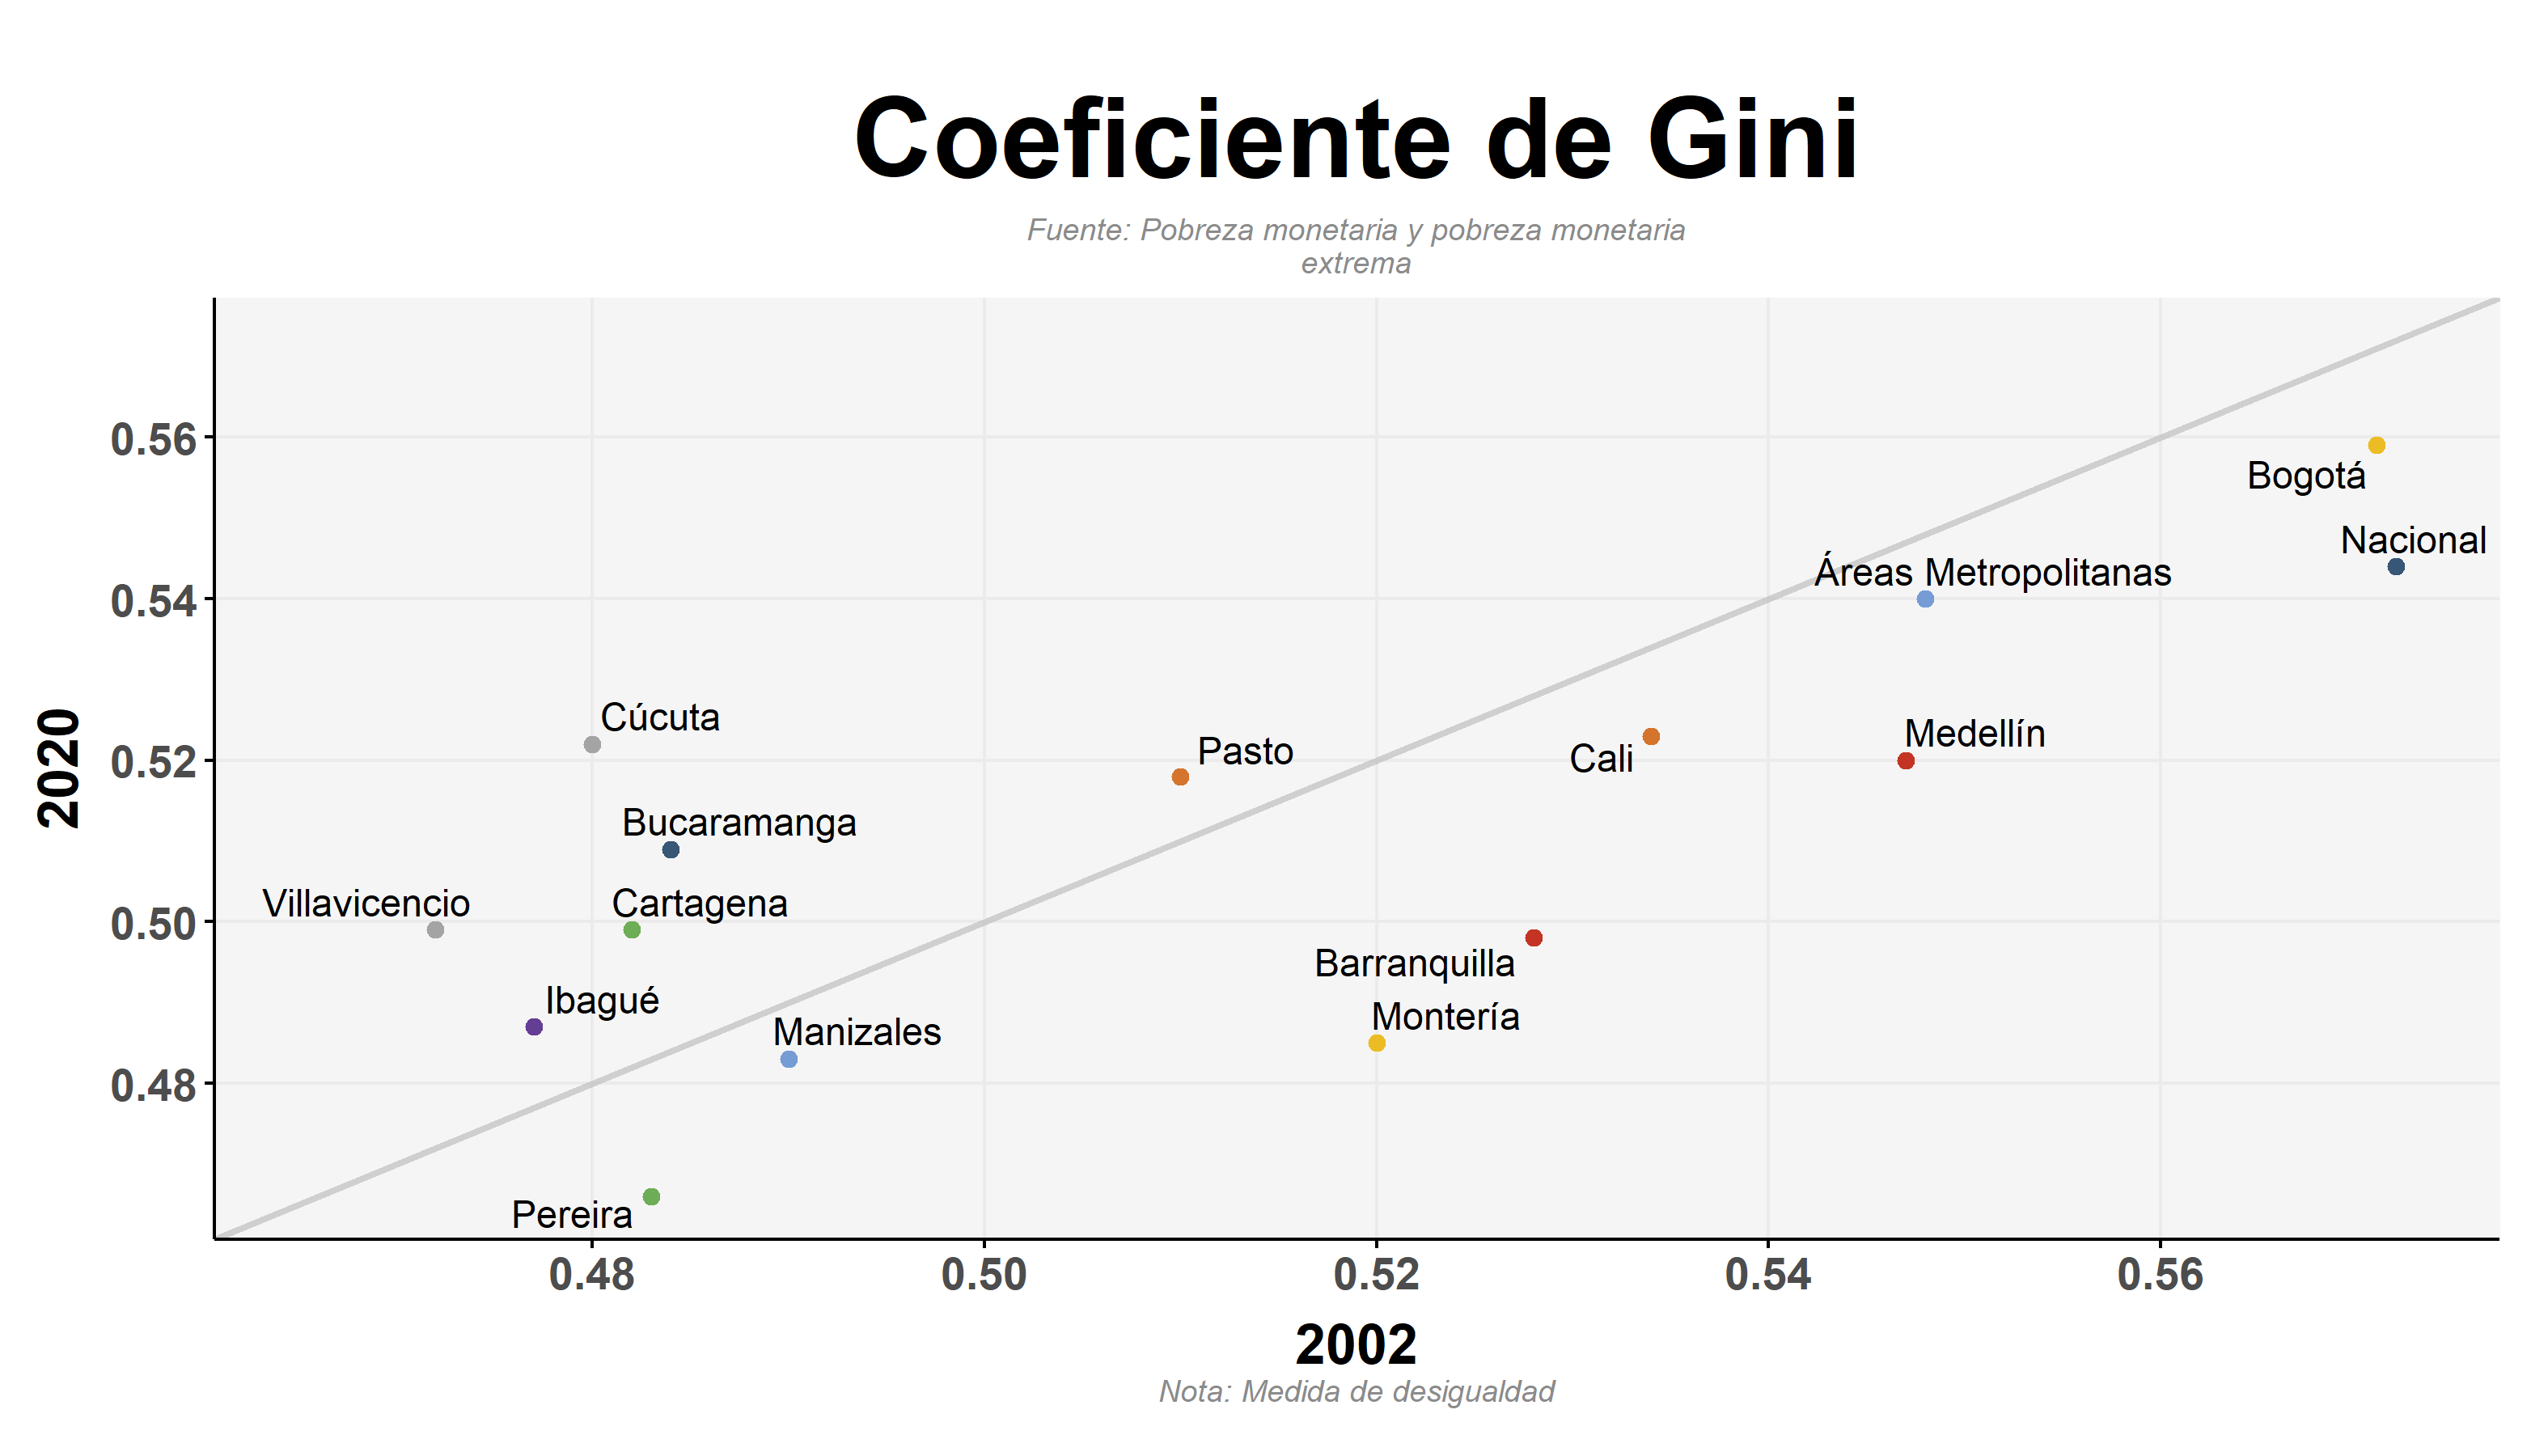 Coeficiente de Gini
Fuente: Pobreza monetaria y pobreza monetaria
extrema
0.56
0.54
0.52
0.50
0.48
2020
Bogotá
Nacional
Áreas Metropolitanas
Cúcuta
Pasto
Cali
Medellín
Bucaramanga
Villavicencio
Cartagena
Barranquilla
Ibagué
Montería
Manizales
Pereira
0.48
0.50
0.52
0.54
0.56
2002
Nota: Medida de desigualdad